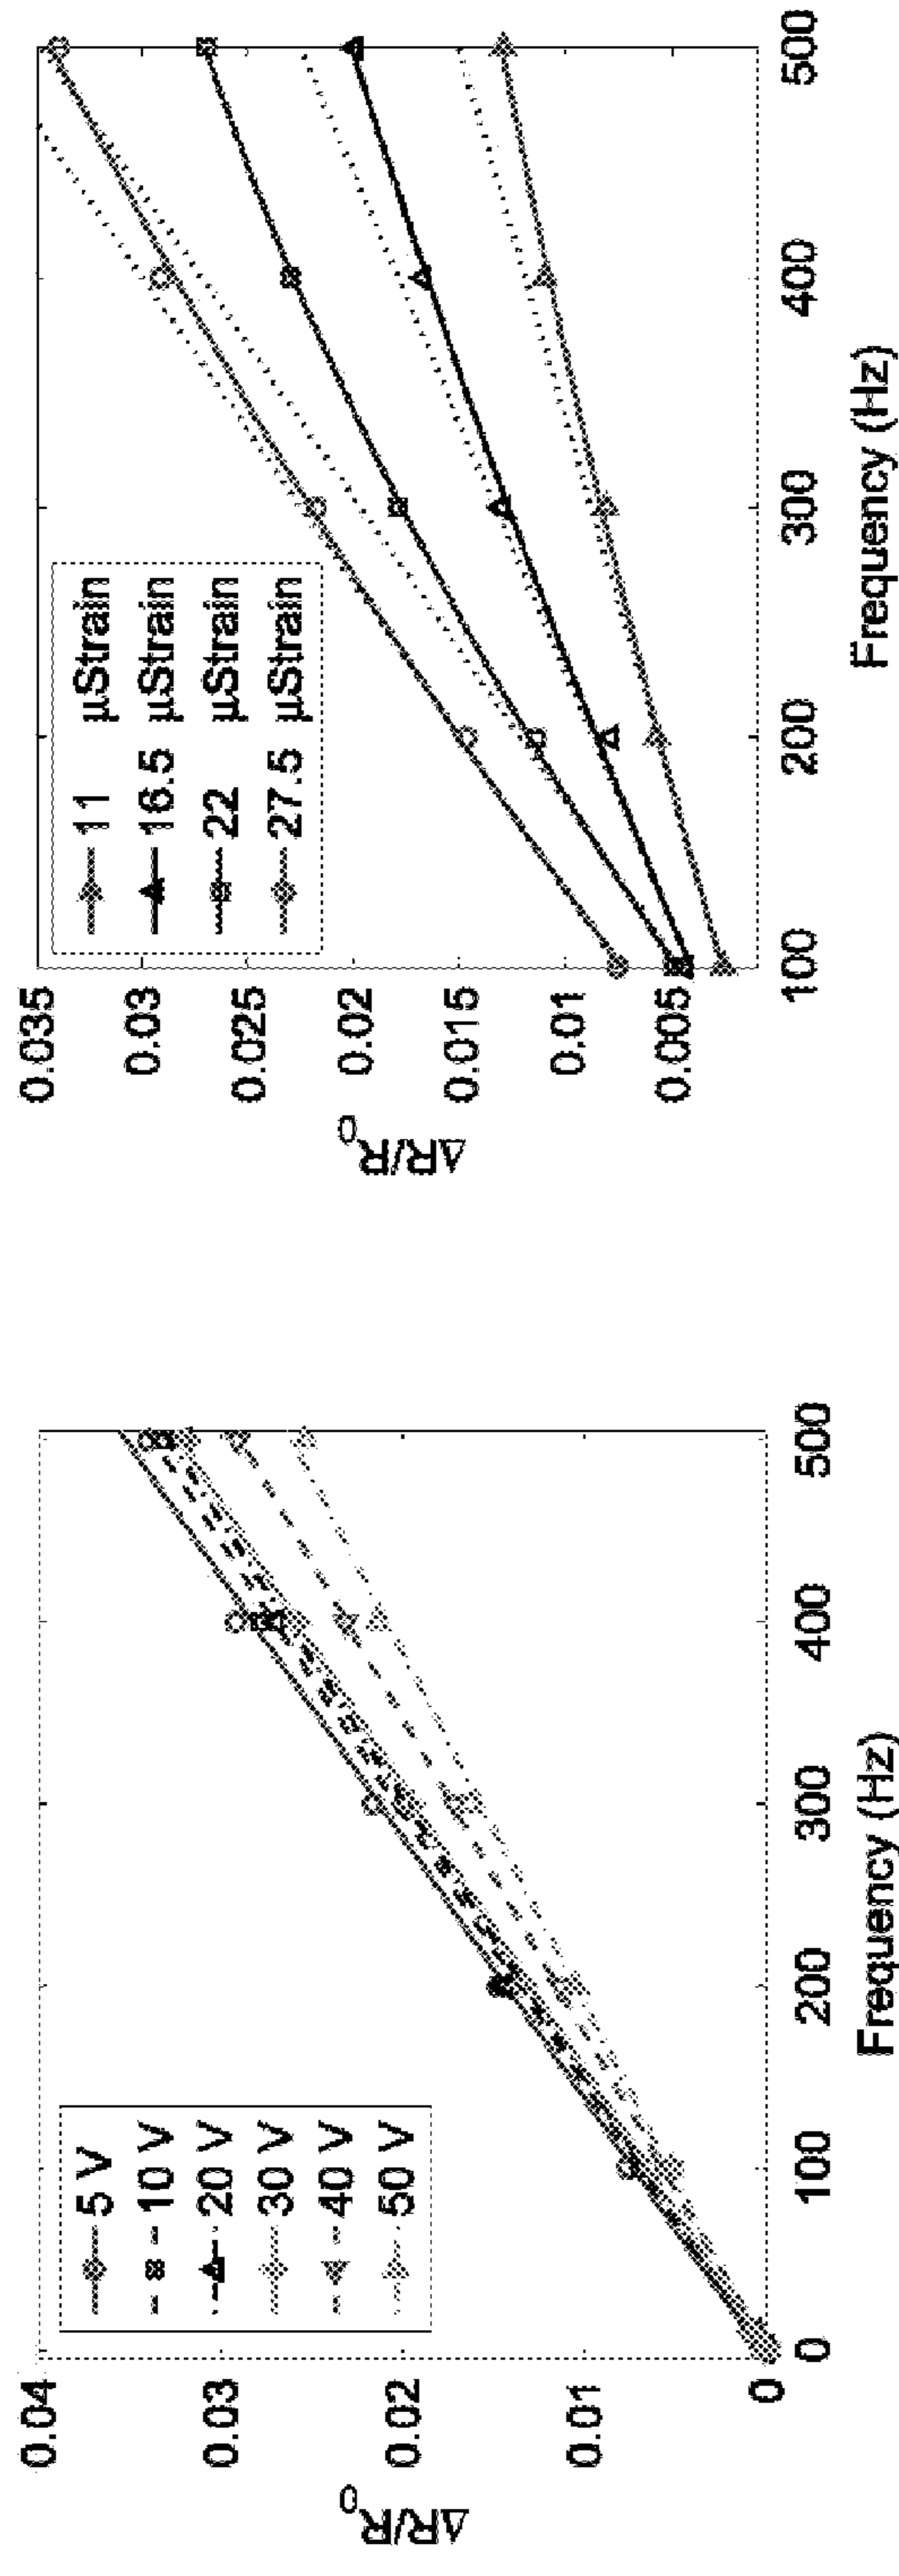 0.04
0.03
0.02
0.01
0
ΔR/R0
5 V
10 V
20 V
30 V
40 V
50 V
0
100
200
300
400
500
Frequency (Hz)
0.035
0.03
0.025
0.02
0.015
0.01
0.005
ΔR/R0
11 μStrain
16.5 μStrain
22 μStrain
27.5 μStrain
100
200
300
400
500
Frequency (Hz)